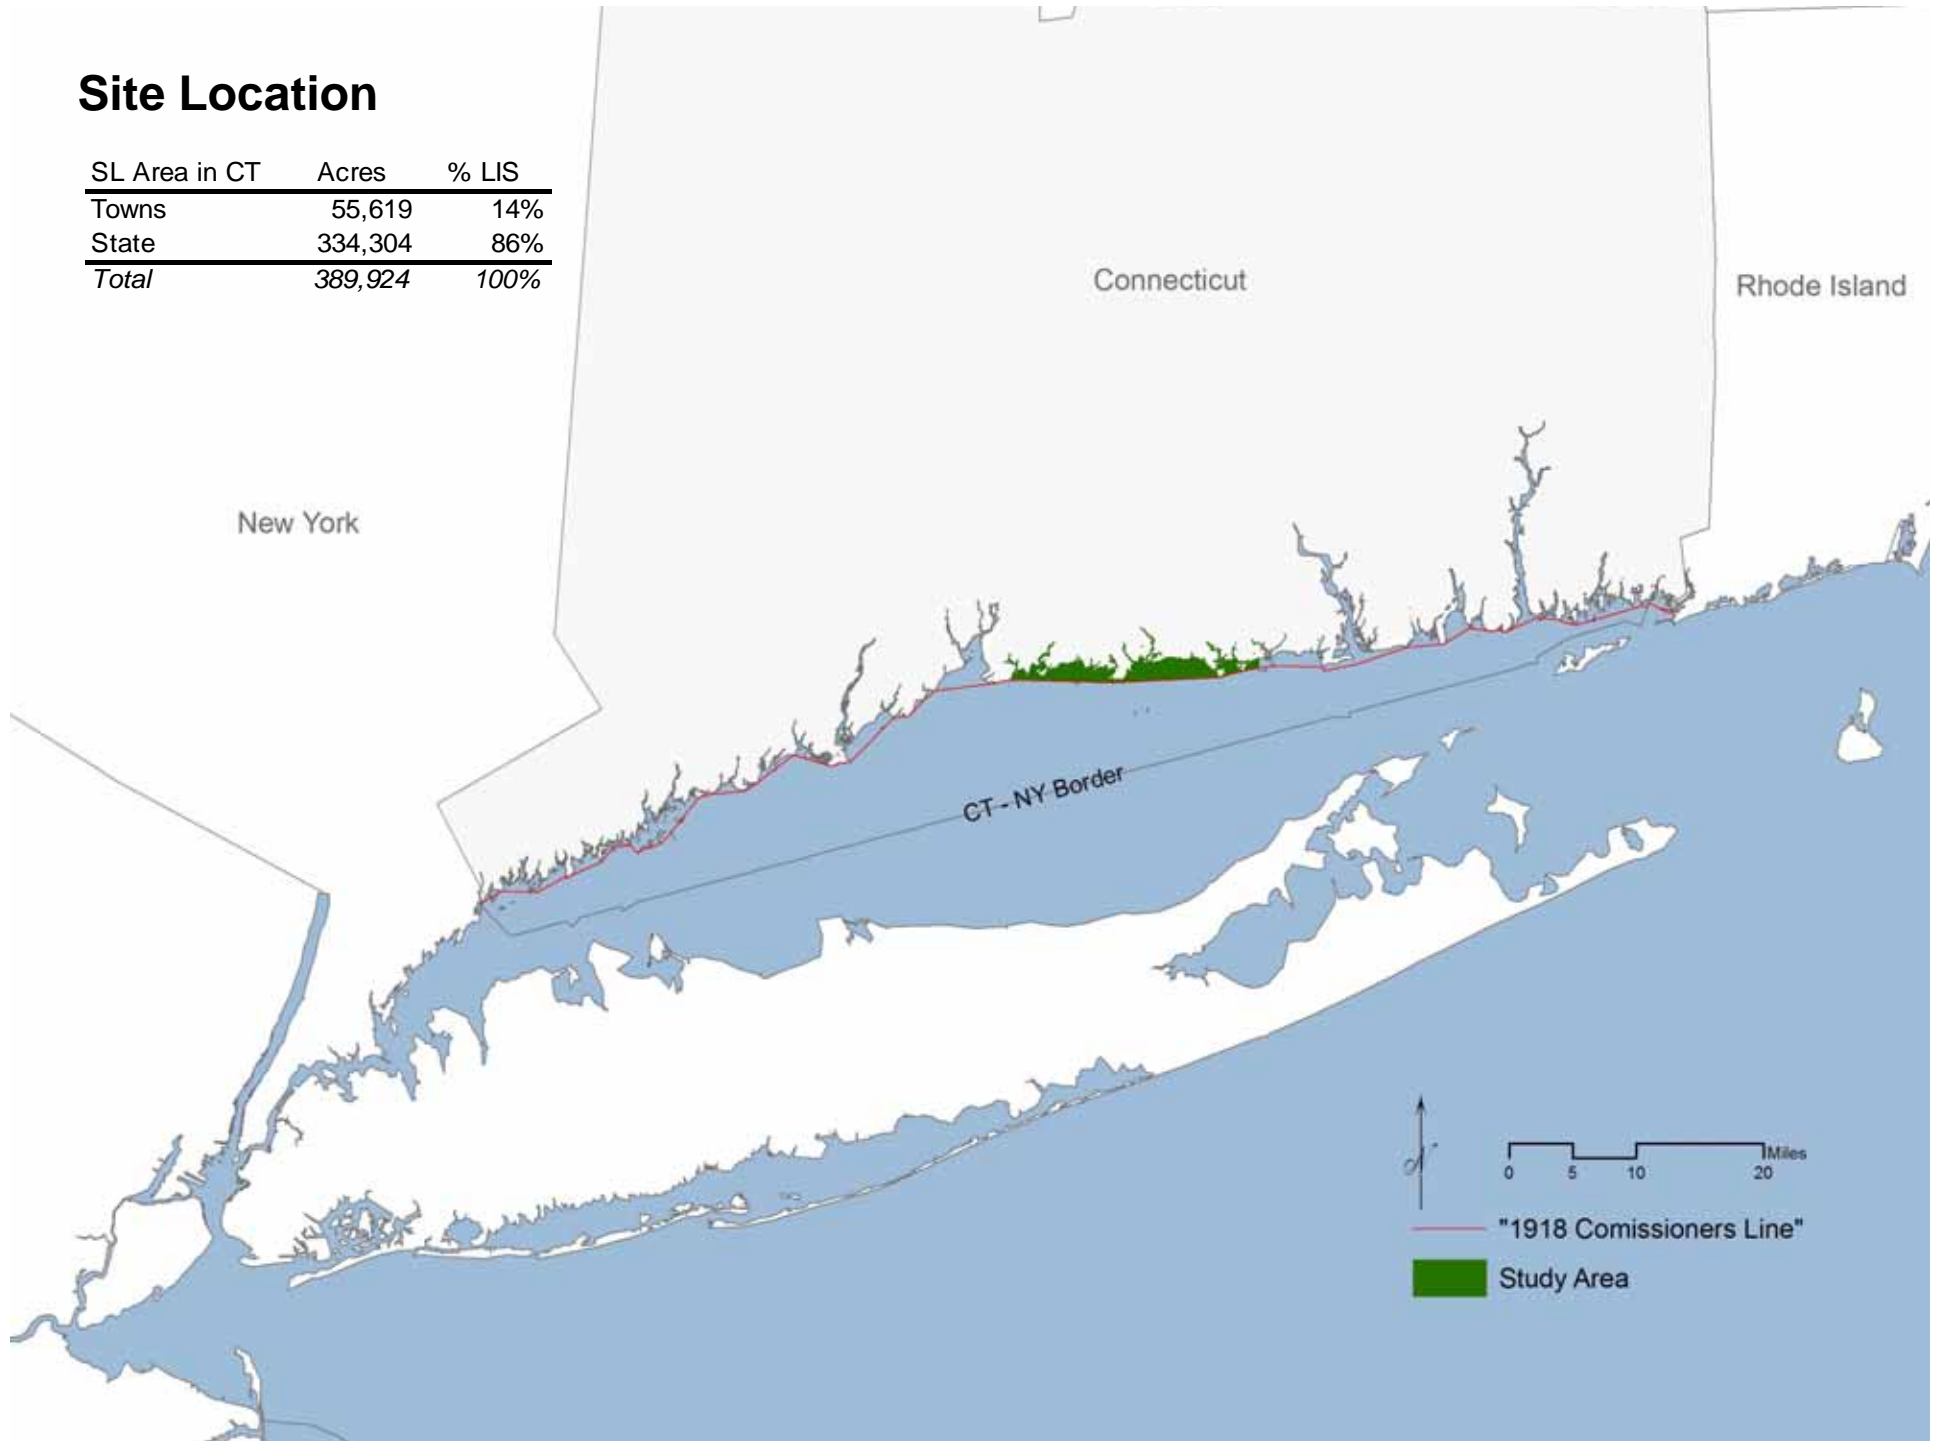 Site Location
SL Area in CT Acres % LIS
Towns 55,619 14%
State 334,304 86%
Total 389,924 100%
Connecticut
Rhode Island
New York
CT - NY Border
Miles
0 5 10 20
"1918 Comissioners Line"
Study Area